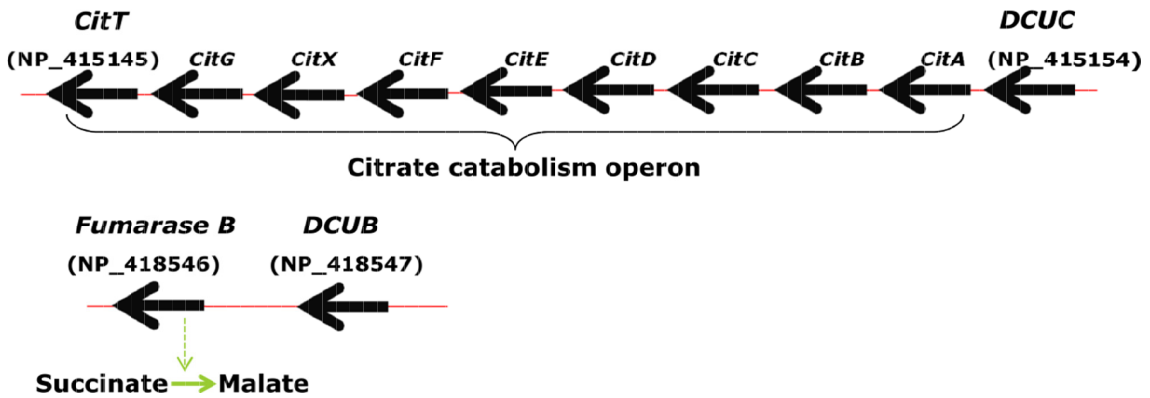 CitT DCUC
(NP_415145) CitG CitX CitF CitE CitD CitC CitB CitA (NP_415154)
Citrate catabolism operon
Fumarase B DCUB
(NP_418546) (NP_418547)
Succinate Malate